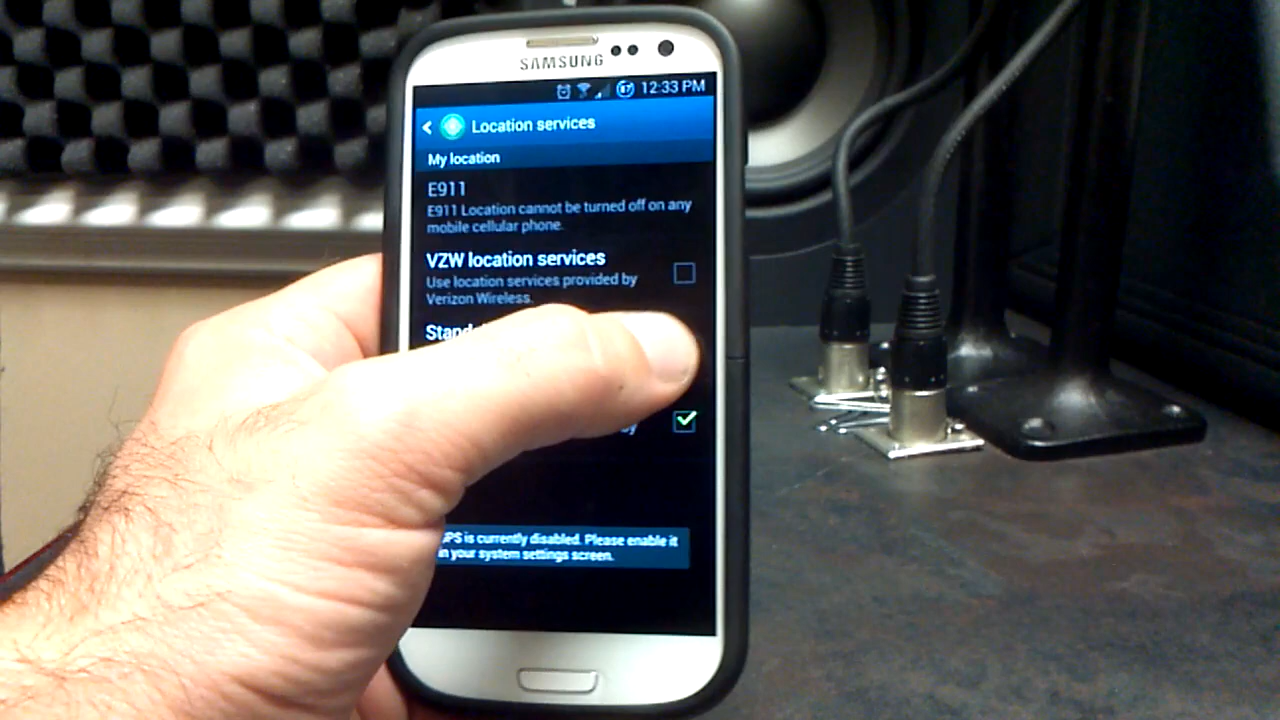 SAMSUNG
87 12:33 PM
Location services
My location
E911
E911 Location cannot be turned off on any
mobile cellular phone.
VZW location services
Use location services provided by
Verizon Wireless.
by
GPS is currently disabled. Please enable it
in your system settings screen.